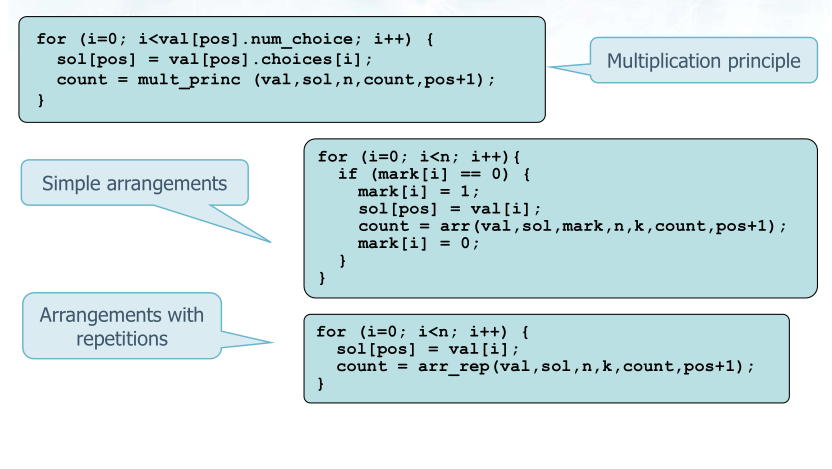 for (i=0; i<val[pos].num_choice; i++) {
  sol[pos] = val[pos].choices[i];
  count = mult_princ (val,sol,n,count,pos+1);
}
Multiplication principle
Simple arrangements
for (i=0; i<n; i++){
  if (mark[i] == 0) {
    mark[i] = 1;
    sol[pos] = val[i];
    count = arr(val,sol,mark,n,k,count,pos+1);
    mark[i] = 0;
  }
}
Arrangements with
repetitions
for (i=0; i<n; i++) {
  sol[pos] = val[i];
  count = arr_rep(val,sol,n,k,count,pos+1);
}